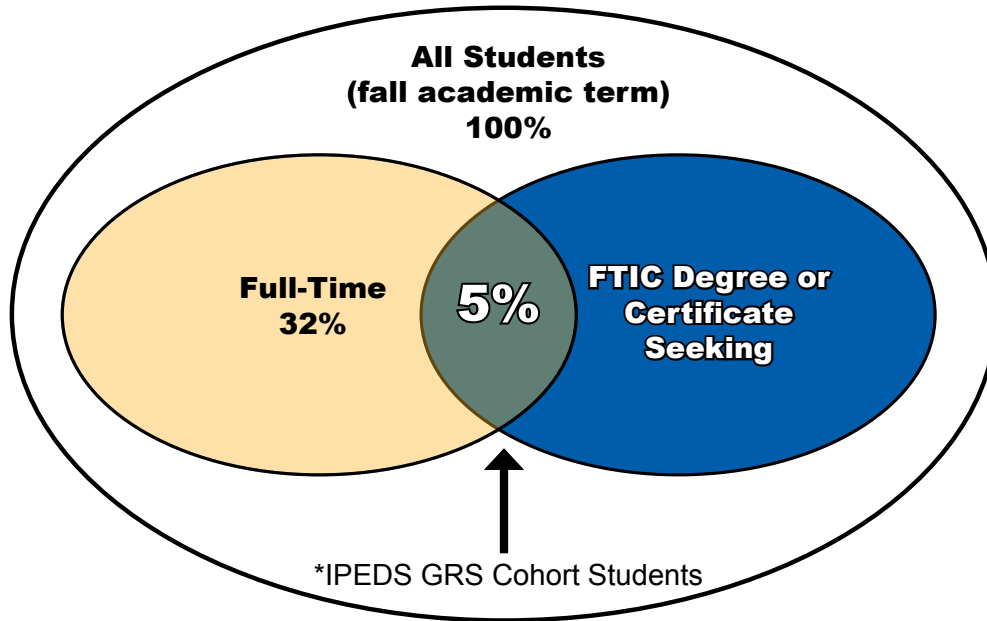 All Students
(fall academic term)
100%
Full-Time
32%
5%
FTIC Degree or
Certificate
Seeking
*IPEDS GRS Cohort Students